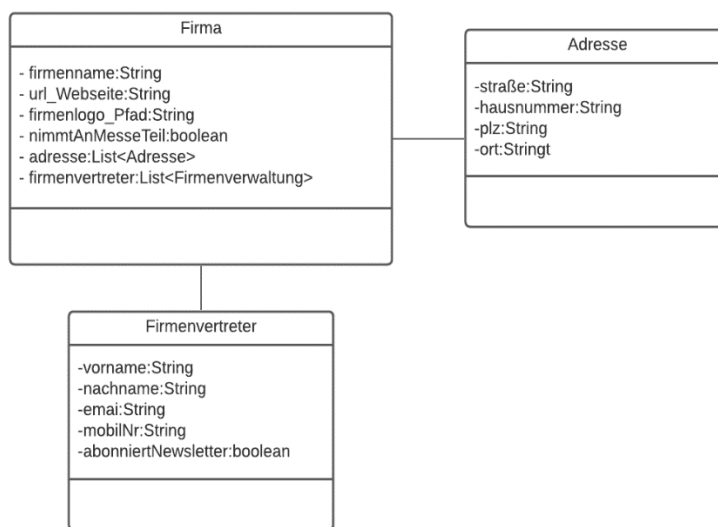 Firma
- firmenname:String
- url_Webseite:String
- firmenlogo_Pfad:String
- nimmtAnMesseTeil:boolean
- adresse:List<Adresse>
- firmenvertreter:List<Firmenverwaltung>
Adresse
-straße:String
-hausnummer:String
-plz:String
-ort:Stringt
Firmenvertreter
-vorname:String
-nachname:String
-emai:String
-mobilNr:String
-abonniertNewsletter:boolean